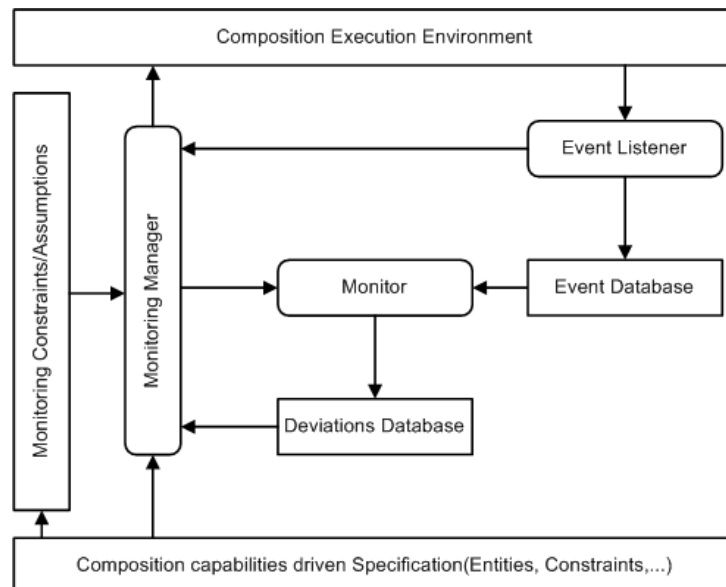 Composition Execution Environment
Event Listener
Monitoring Constraints/Assumptions
Monitoring Manager
Monitor
Event Database
Deviations Database
Composition capabilities driven Specification(Entities, Constraints,...)